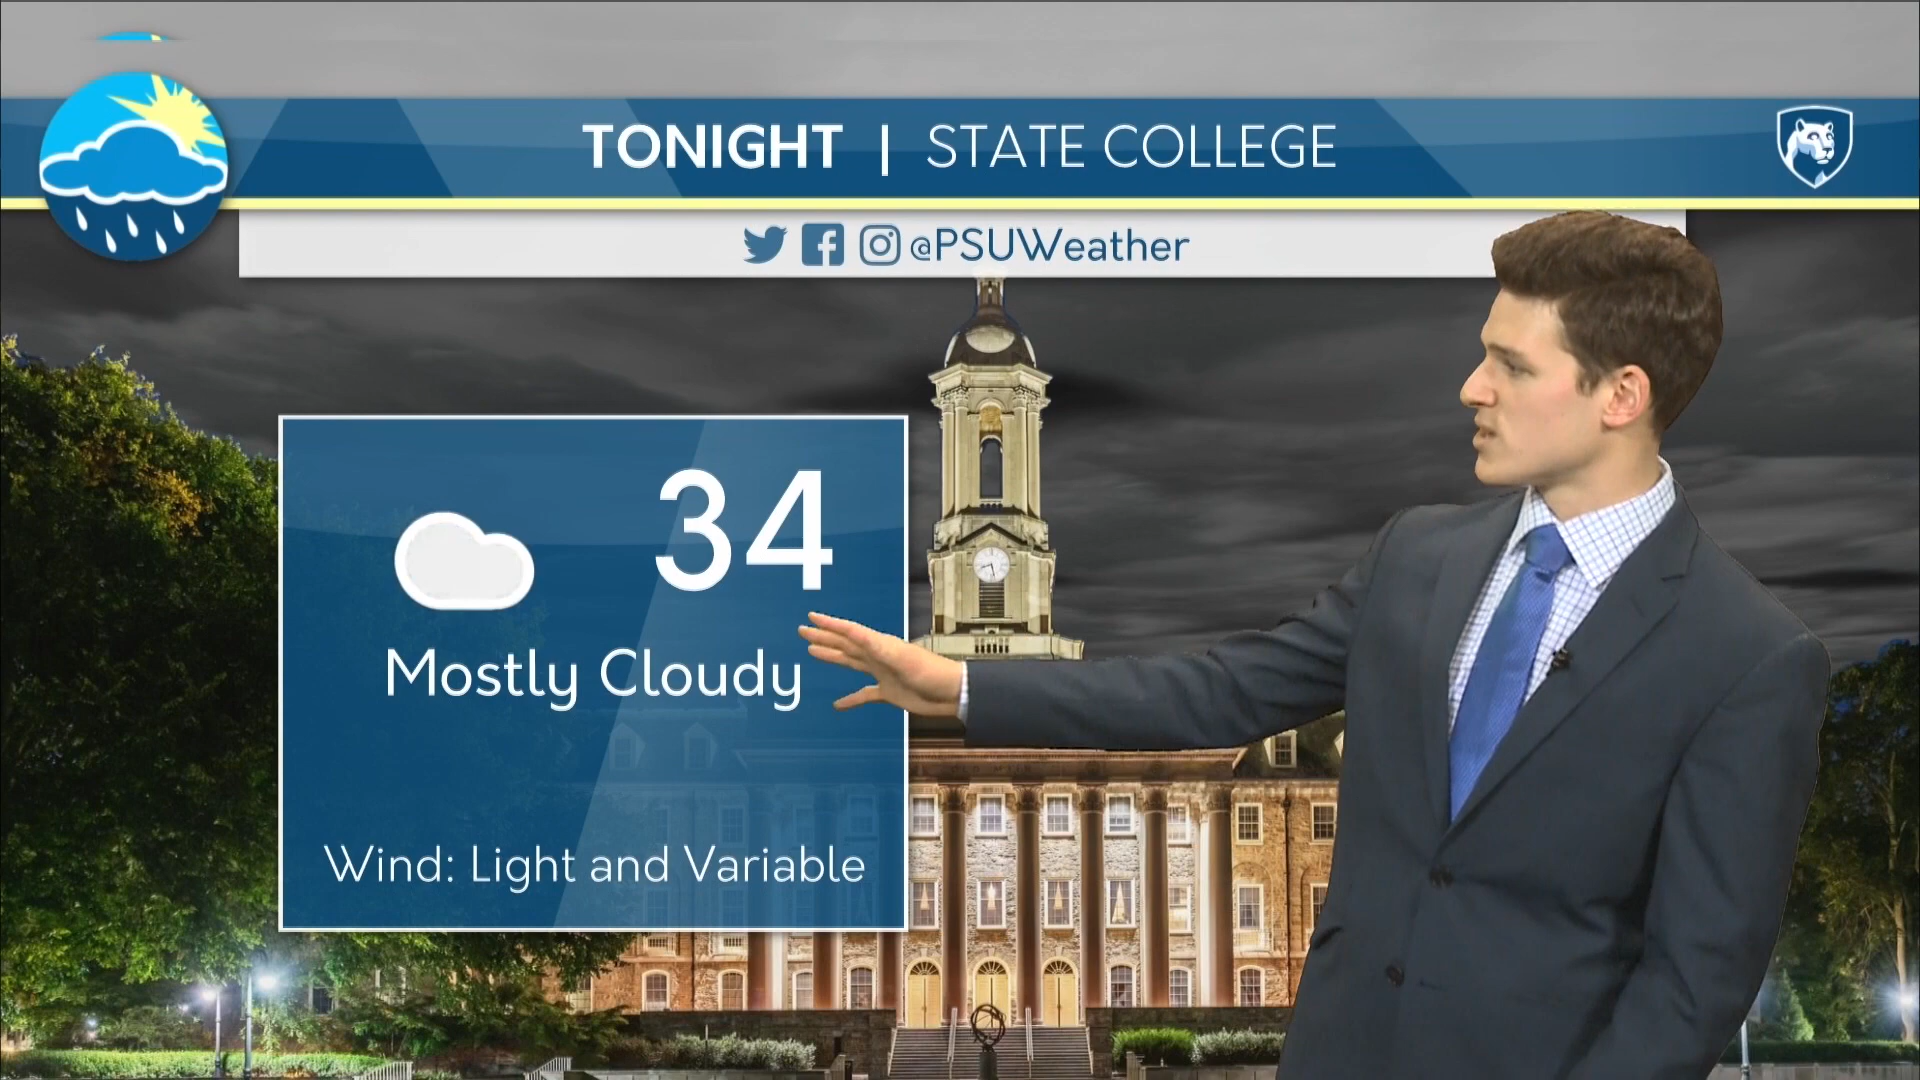 TONIGHT | STATE COLLEGE
@PSUWeather
34
Mostly Cloudy
Wind: Light and Variable